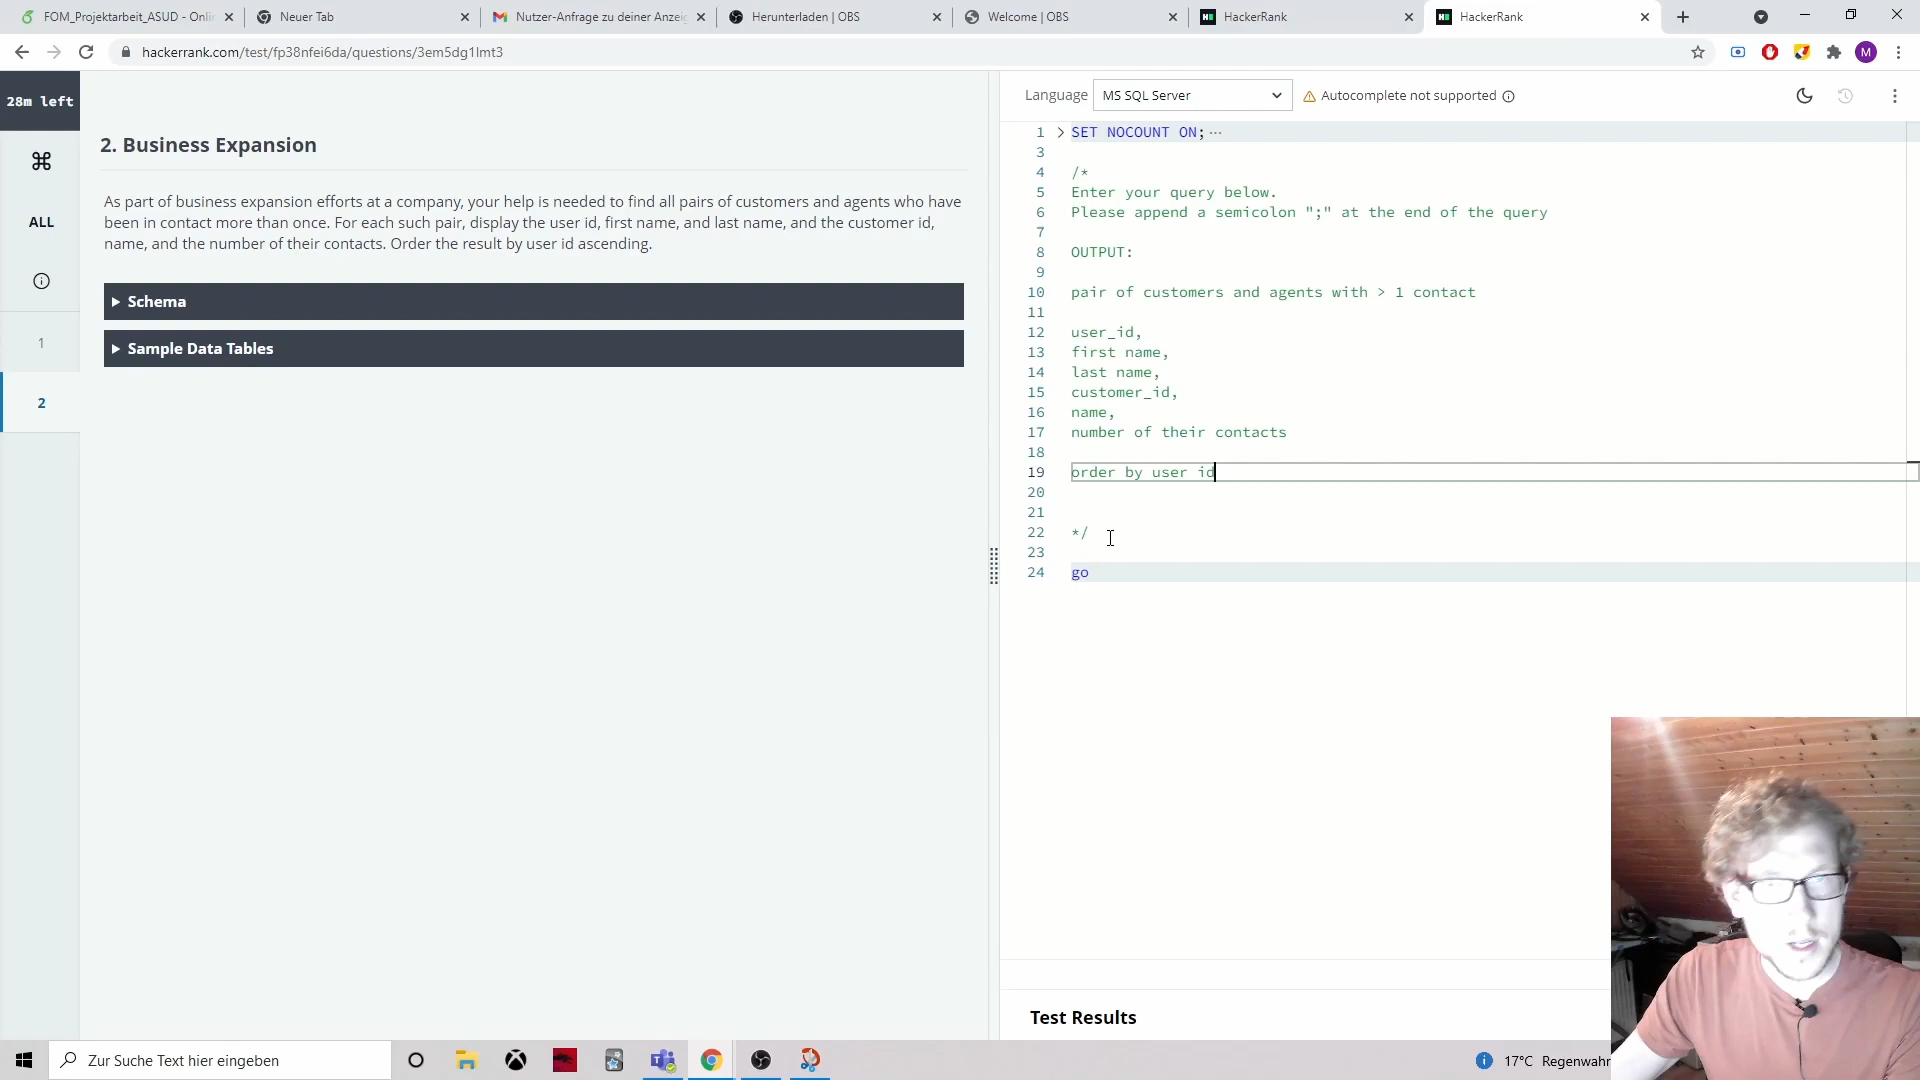 FOM_Projektarbeit_ASUD - Onlin
Neuer Tab
Nutzer-Anfrage zu deiner Anzeig
Herunterladen | OBS
Welcome | OBS
HackerRank
HackerRank
hackerrank.com/test/fp38nfei6da/questions/3em5dg1lmt3
M
28m left
ALL
1
2
2. Business Expansion
As part of business expansion efforts at a company, your help is needed to find all pairs of customers and agents who have
been in contact more than once. For each such pair, display the user id, first name, and last name, and the customer id,
name, and the number of their contacts. Order the result by user id ascending.
Schema
Sample Data Tables
Language
MS SQL Server
Autocomplete not supported
1 SET NOCOUNT ON; ···
3
4 /*
5 Enter your query below.
6 Please append a semicolon ";" at the end of the query
7
8 OUTPUT:
9
10 pair of customers and agents with > 1 contact
11
12 user_id,
13 first name,
14 last name,
15 customer_id,
16 name,
17 number of their contacts
18
19 order by user id
20
21
22 */
23
24 go
Test Results
Zur Suche Text hier eingeben
17°C Regenwahr